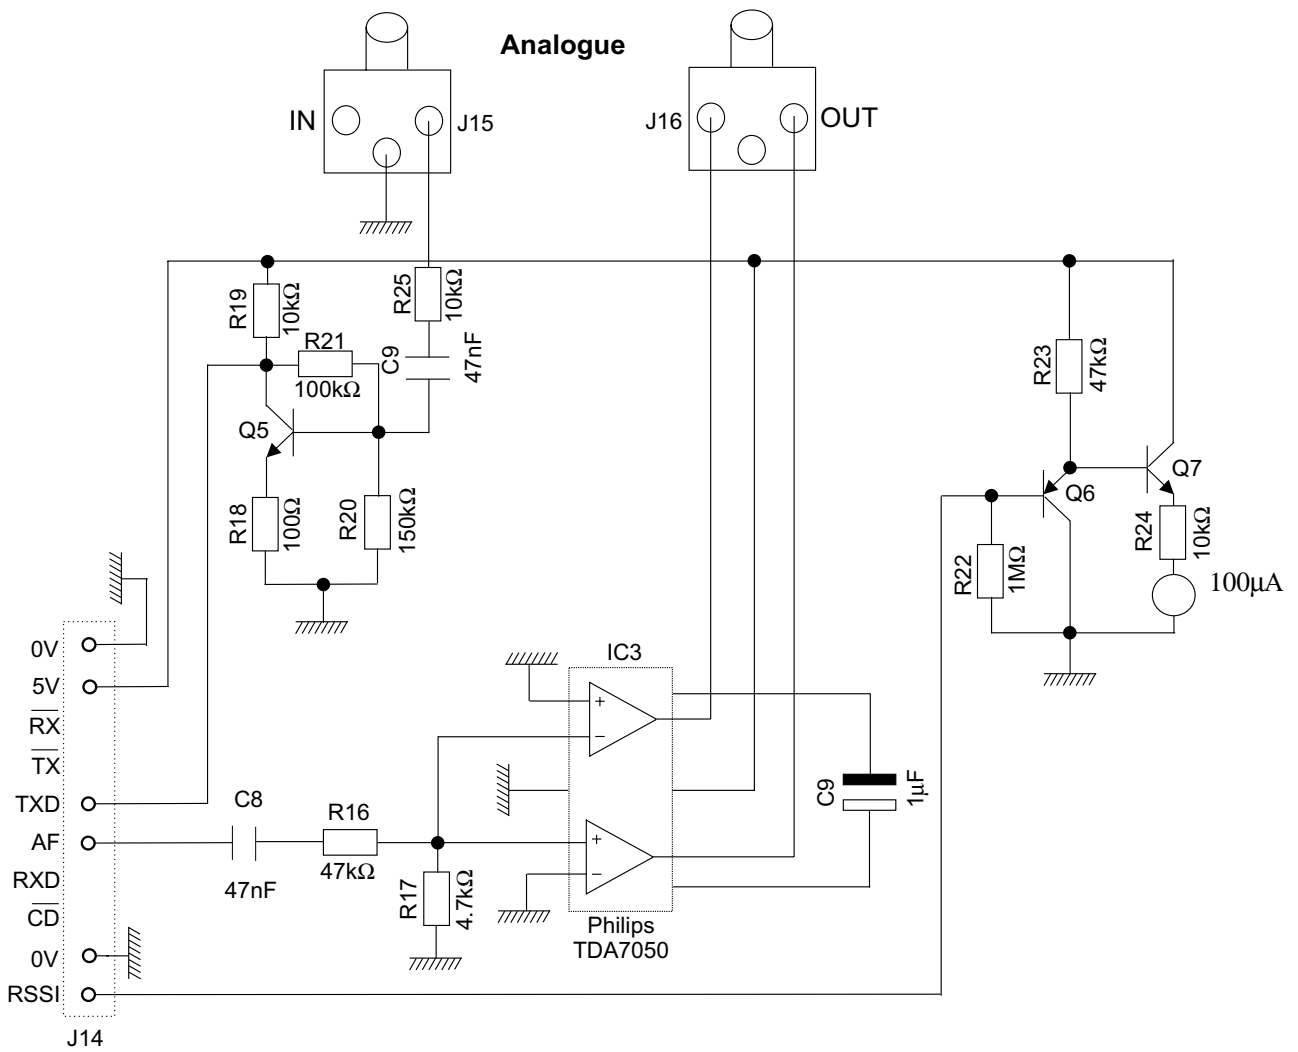 Analogue
IN
J15
J16
OUT
R19
10kΩ
R25
10kΩ
R21
100kΩ
C9
47nF
R23
47kΩ
Q5
Q6
Q7
R18
100Ω
R20
150kΩ
R24
10kΩ
R22
1MΩ
100μA
0V
5V
RX
TX
TXD
AF
RXD
CD
0V
RSSI
J14
IC3
C8
47nF
R16
47kΩ
R17
4.7kΩ
+
−
+
−
C9
1μF
Philips
TDA7050